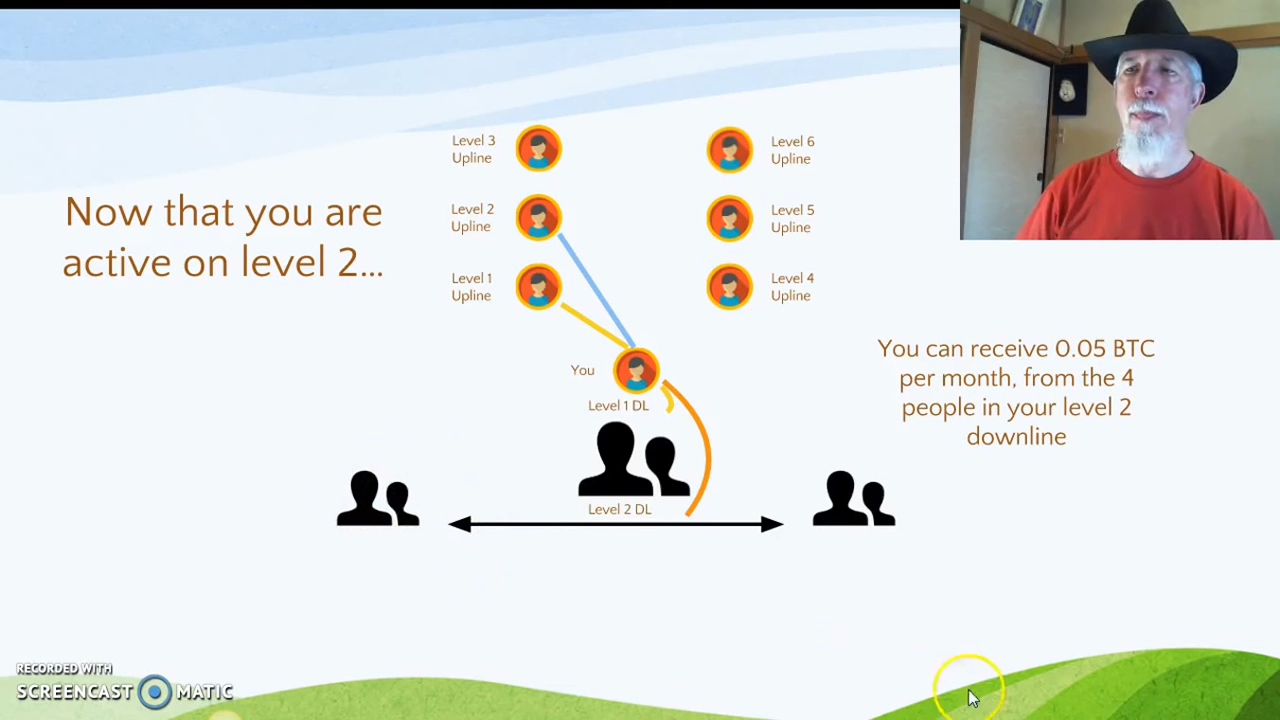 Now that you are
active on level 2...
Level 3
Upline
Level 2
Upline
Level 1
Upline
Level 6
Upline
Level 5
Upline
Level 4
Upline
You
Level 1 DL
Level 2 DL
You can receive 0.05 BTC
per month, from the 4
people in your level 2
downline
RECORDED WITH
SCREENCAST MATIC